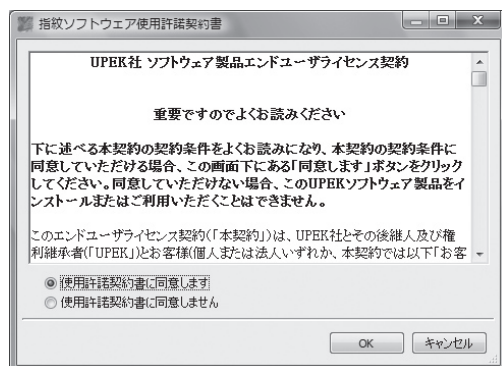 指紋ソフトウェア使用許諾契約書
UPEK社 ソフトウェア製品エンドユーザライセンス契約
重要ですのでよくお読みください
下に述べる本契約の契約条件をよくお読みになり、本契約の契約条件に
同意していただける場合、この画面下にある「同意します」ボタンをクリック
してください。同意していただけない場合、このUPEKソフトウェア製品をイ
ンストールまたはご利用いただくことはできません。
このエンドユーザライセンス契約(「本契約」)は、UPEK社とその後継人及び権
利継承者(「UPEK」)とお客様(個人または法人いずれか、本契約では以下「お客
使用許諾契約書に同意します
使用許諾契約書に同意しません
OK
キャンセル